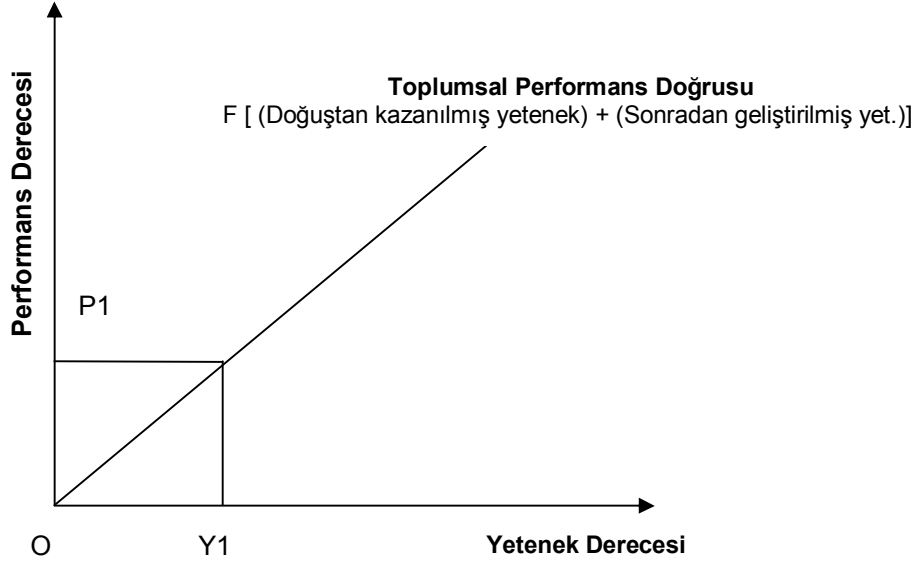 Performans Derecesi
Toplumsal Performans Doğrusu
F [ (Doğuştan kazanılmış yetenek) + (Sonradan geliştirilmiş yet.)]
P1
O
Y1
Yetenek Derecesi